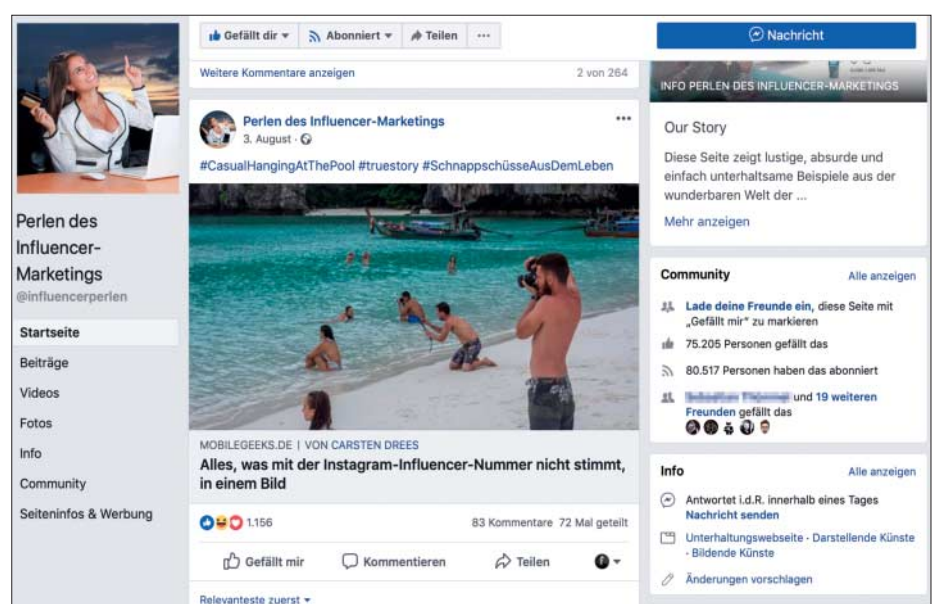 Perlen des
Influencer-
Marketings
@influencerperlen
Startseite
Beiträge
Videos
Fotos
Info
Community
Seiteninfos & Werbung
Gefällt dir
Abonniert
Teilen
Weitere Kommentare anzeigen
2 von 264
Perlen des Influencer-Marketings
3. August ·
#CasualHangingAtThePool #truestory #SchnappschüsseAusDemLeben
MOBILEGEEKS.DE | VON CARSTEN DREES
Alles, was mit der Instagram-Influencer-Nummer nicht stimmt,
in einem Bild
1.156
83 Kommentare 72 Mal geteilt
Gefällt mir
Kommentieren
Teilen
Relevanteste zuerst
Nachricht
INFO PERLEN DES INFLUENCER-MARKETINGS
Our Story
Diese Seite zeigt lustige, absurde und
einfach unterhaltsame Beispiele aus der
wunderbaren Welt der ...
Mehr anzeigen
Community
Alle anzeigen
Lade deine Freunde ein, diese Seite mit
„Gefällt mir" zu markieren
75.205 Personen gefällt das
80.517 Personen haben das abonniert
und 19 weiteren
Freunden gefällt das
Info
Alle anzeigen
Antwortet i.d.R. innerhalb eines Tages
Nachricht senden
Unterhaltungswebseite · Darstellende Künste
· Bildende Künste
Änderungen vorschlagen